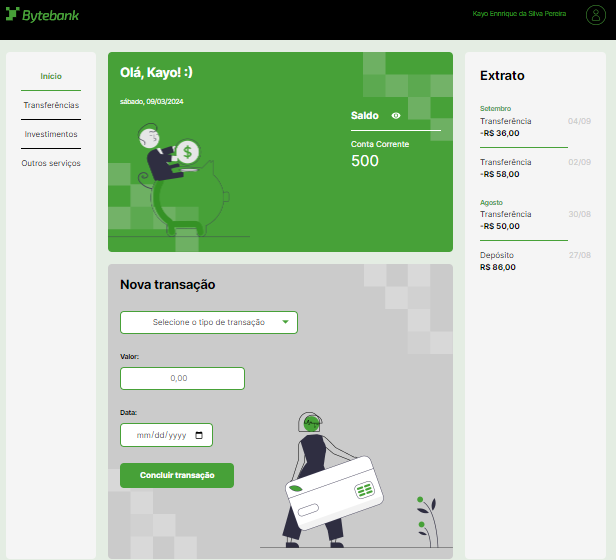 Bytebank
Kayo Ennrique da Silva Pereira
Início
Transferências
Investimentos
Outros serviços
Olá, Kayo! :)
sábado, 09/03/2024
Saldo
Conta Corrente
500
$
Nova transação
Selecione o tipo de transação
Valor:
0,00
Data:
mm/dd/yyyy
Concluir transação
Extrato
Setembro
Transferência 04/09
-R$ 36,00
Transferência 02/09
-R$ 58,00
Agosto
Transferência 30/08
-R$ 50,00
Depósito 27/08
R$ 86,00